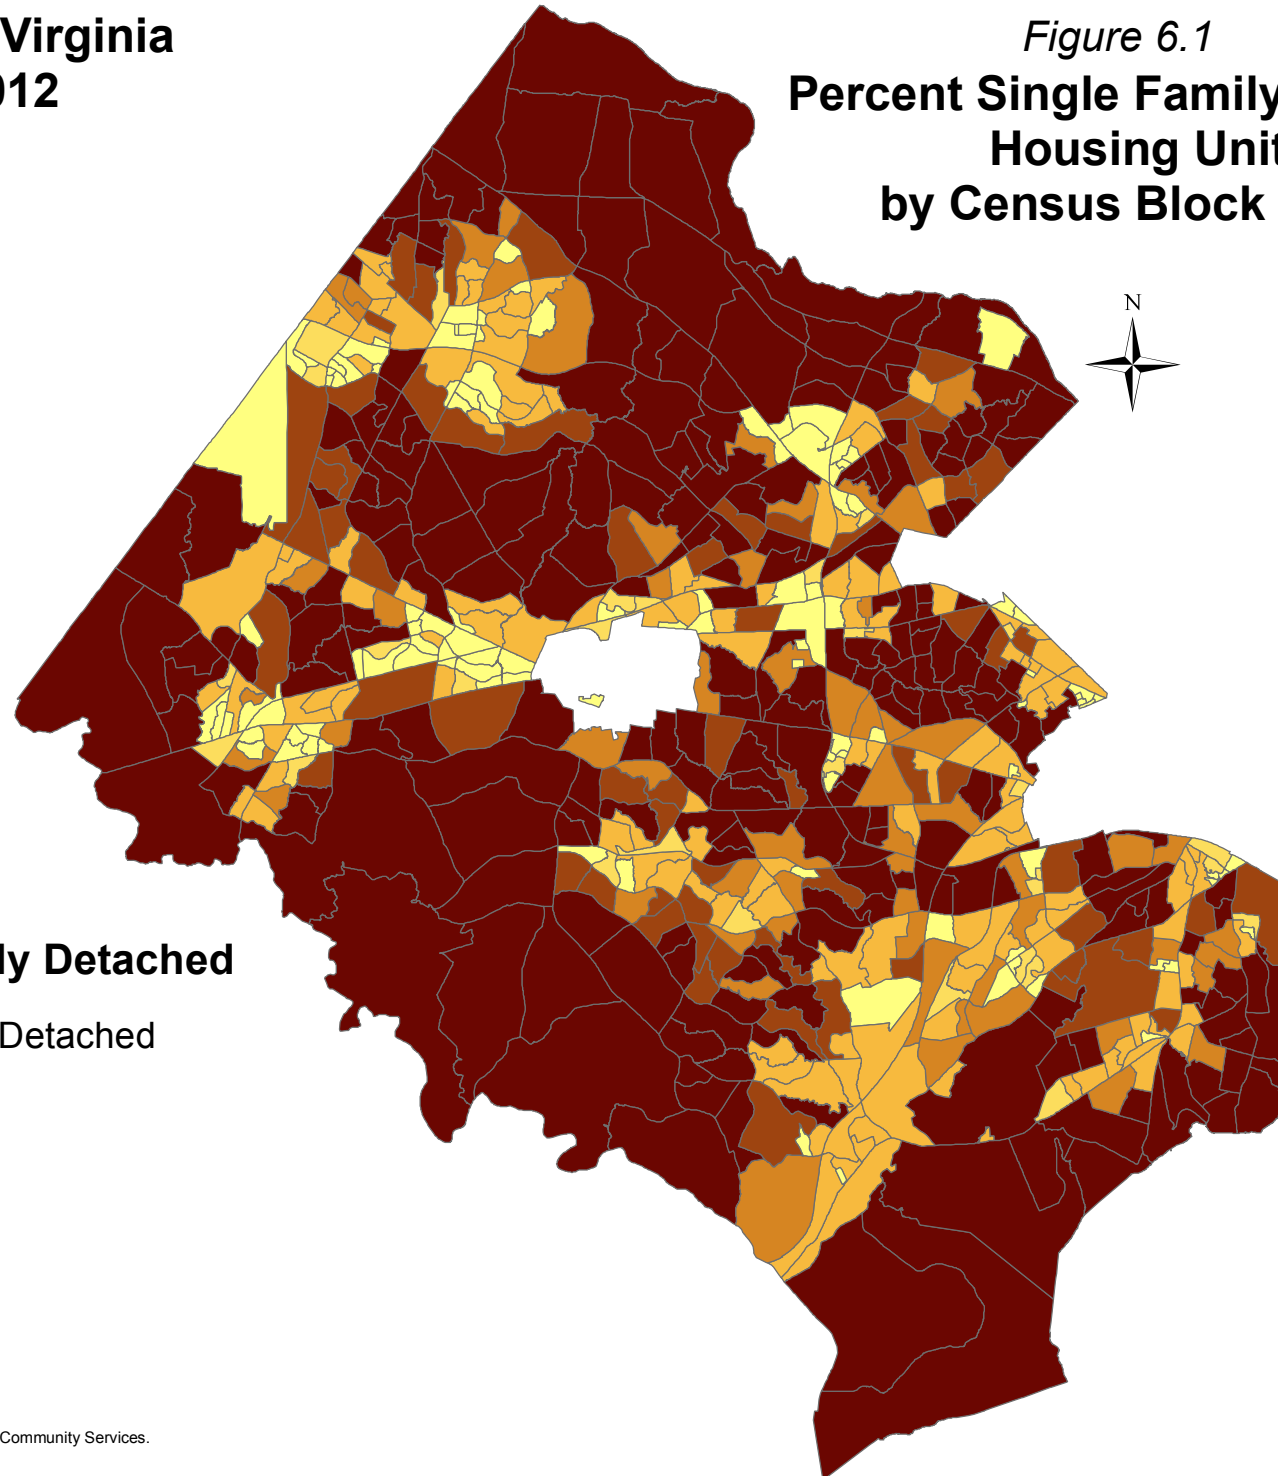 Virginia
012
Figure 6.1
Percent Single Family
Housing Unit
by Census Block
N
ly Detached
Detached
Community Services.